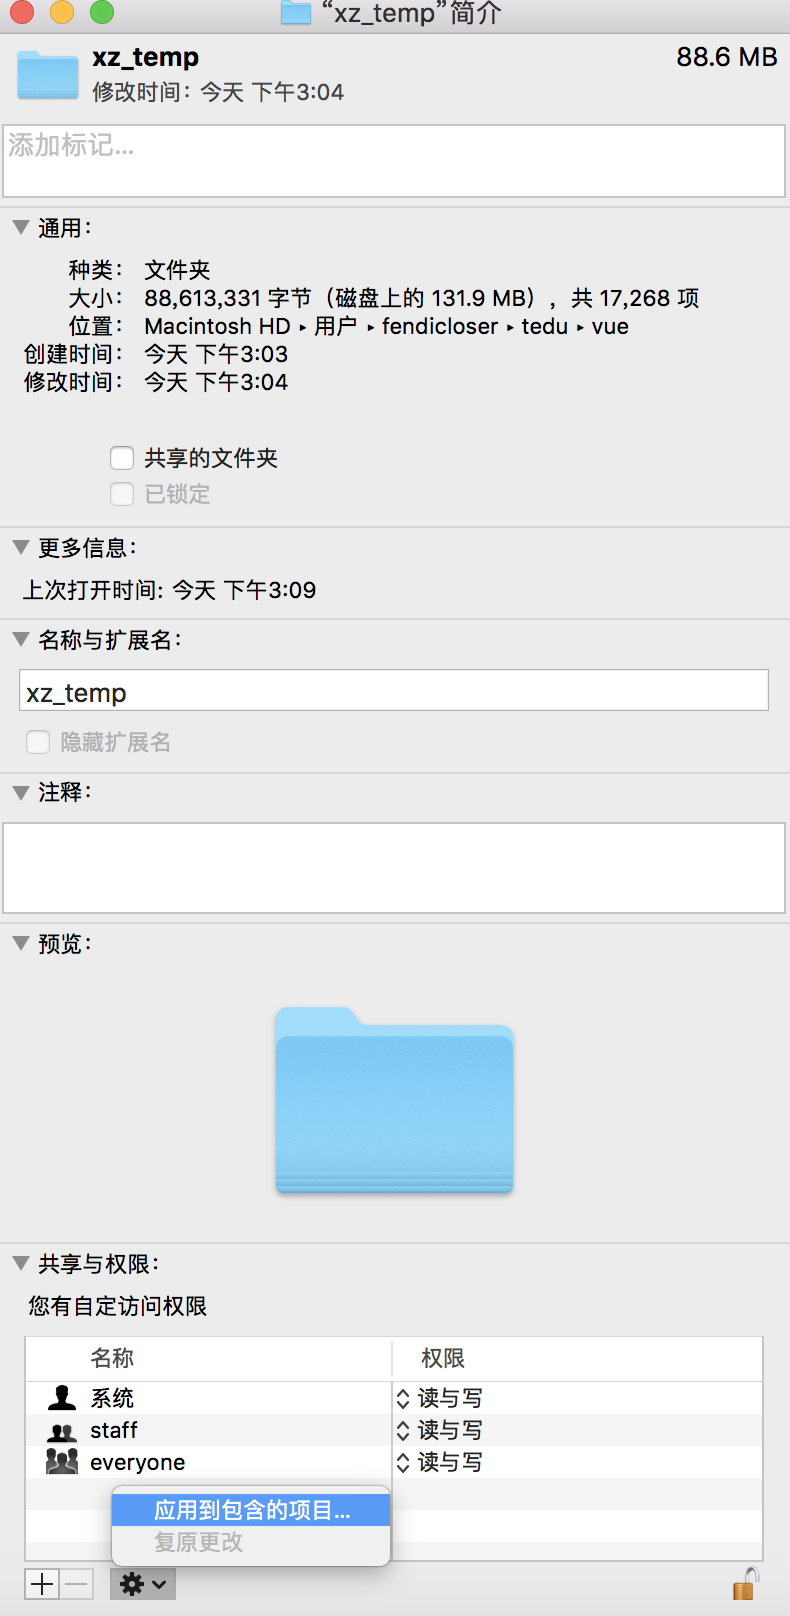 “xz_temp”简介
xz_temp
88.6 MB
修改时间：今天 下午3:04
添加标记...
通用：
种类： 文件夹
大小： 88,613,331 字节（磁盘上的 131.9 MB），共 17,268 项
位置： Macintosh HD ▸ 用户 ▸ fendicloser ▸ tedu ▸ vue
创建时间： 今天 下午3:03
修改时间： 今天 下午3:04
共享的文件夹
已锁定
更多信息：
上次打开时间: 今天 下午3:09
名称与扩展名：
xz_temp
隐藏扩展名
注释：
预览：
共享与权限：
您有自定访问权限
名称 权限
系统 读与写
staff 读与写
everyone 读与写
应用到包含的项目...
复原更改